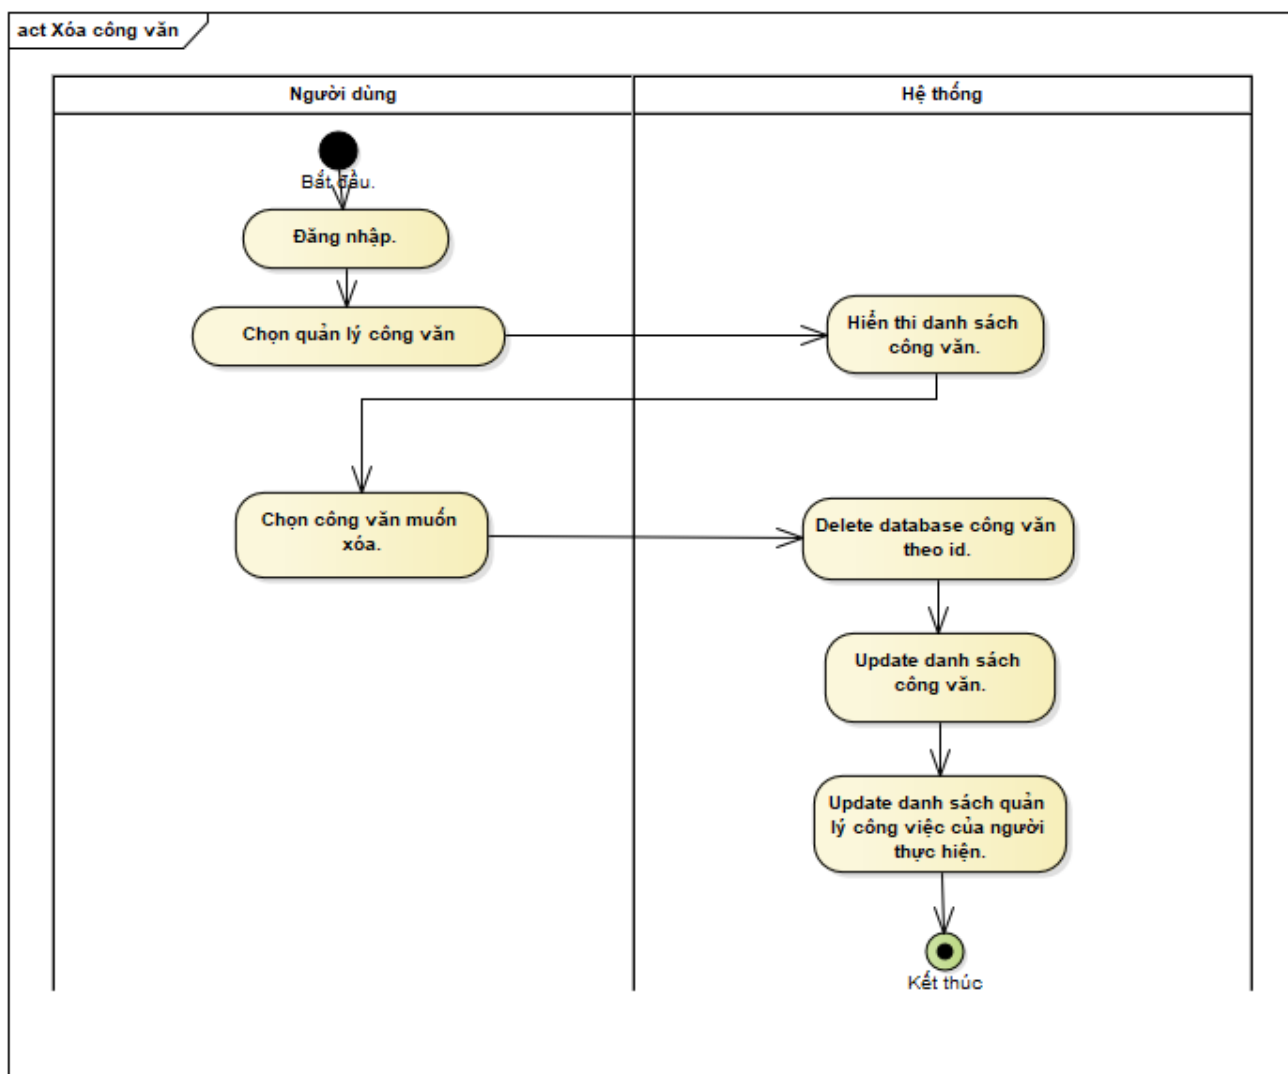 act Xóa công văn
Người dùng
Hệ thống
Bắt đầu.
Đăng nhập.
Chọn quản lý công văn
Hiển thi danh sách
công văn.
Chọn công văn muốn
xóa.
Delete database công văn
theo id.
Update danh sách
công văn.
Update danh sách quản
lý công việc của người
thực hiện.
Kết thúc